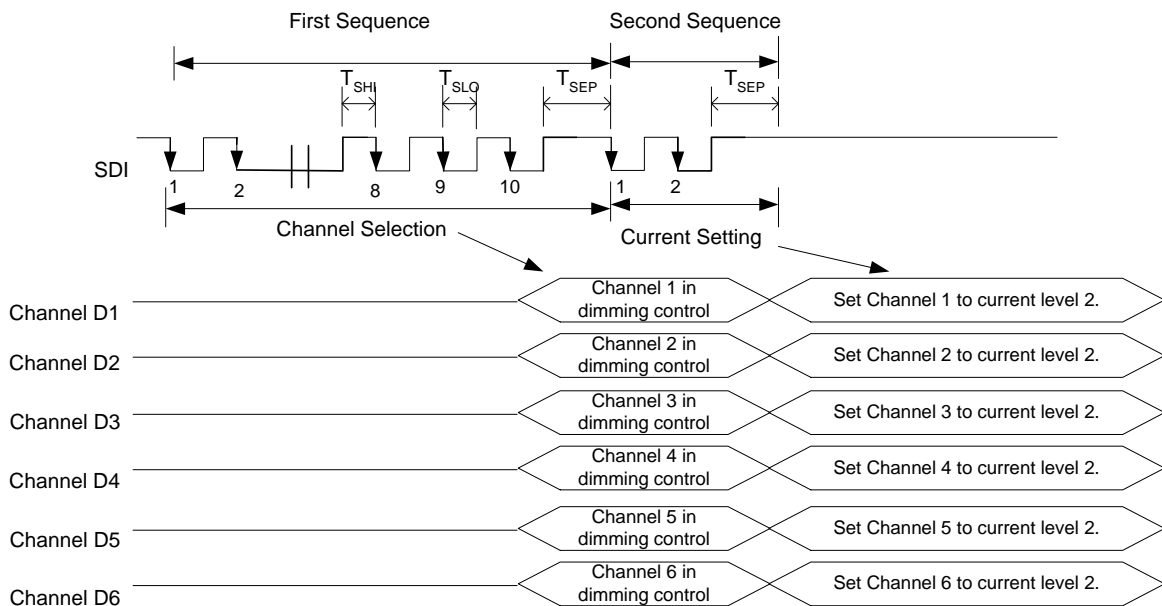 First Sequence
Second Sequence
T_SHI
T_SLO
T_SEP
T_SEP
SDI
1
2
8
9
10
1
2
Channel Selection
Current Setting
Channel D1
Channel 1 in
dimming control
Set Channel 1 to current level 2.
Channel D2
Channel 2 in
dimming control
Set Channel 2 to current level 2.
Channel D3
Channel 3 in
dimming control
Set Channel 3 to current level 2.
Channel D4
Channel 4 in
dimming control
Set Channel 4 to current level 2.
Channel D5
Channel 5 in
dimming control
Set Channel 5 to current level 2.
Channel D6
Channel 6 in
dimming control
Set Channel 6 to current level 2.